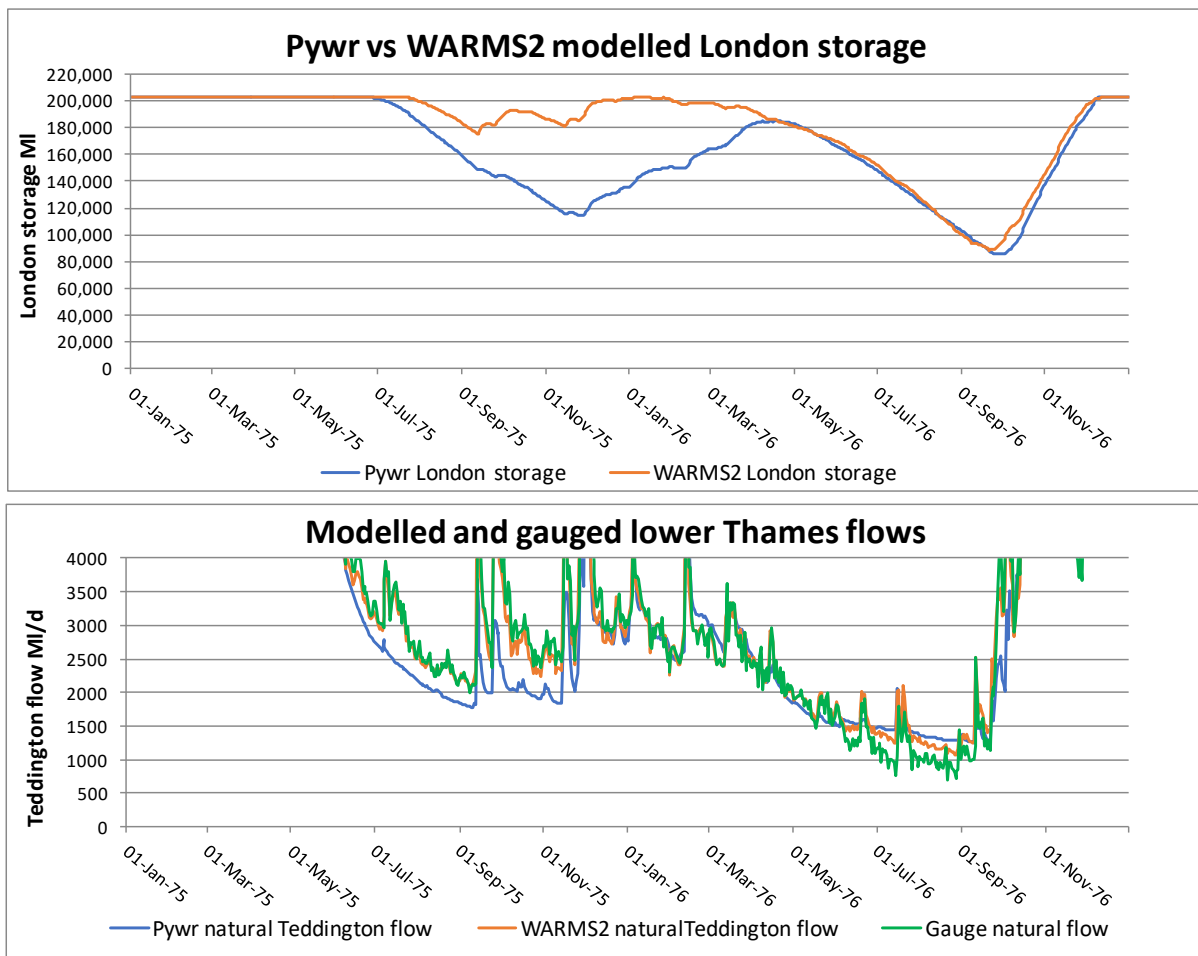 Pywr vs WARMS2 modelled London storage
London storage Ml
220,000
200,000
180,000
160,000
140,000
120,000
100,000
80,000
60,000
40,000
20,000
0
01-Jan-75
01-Mar-75
01-May-75
01-Jul-75
01-Sep-75
01-Nov-75
01-Jan-76
01-Mar-76
01-May-76
01-Jul-76
01-Sep-76
01-Nov-76
Pywr London storage
WARMS2 London storage
Modelled and gauged lower Thames flows
Teddington flow Ml/d
4000
3500
3000
2500
2000
1500
1000
500
0
01-Jan-75
01-Mar-75
01-May-75
01-Jul-75
01-Sep-75
01-Nov-75
01-Jan-76
01-Mar-76
01-May-76
01-Jul-76
01-Sep-76
01-Nov-76
Pywr natural Teddington flow
WARMS2 naturalTeddington flow
Gauge natural flow